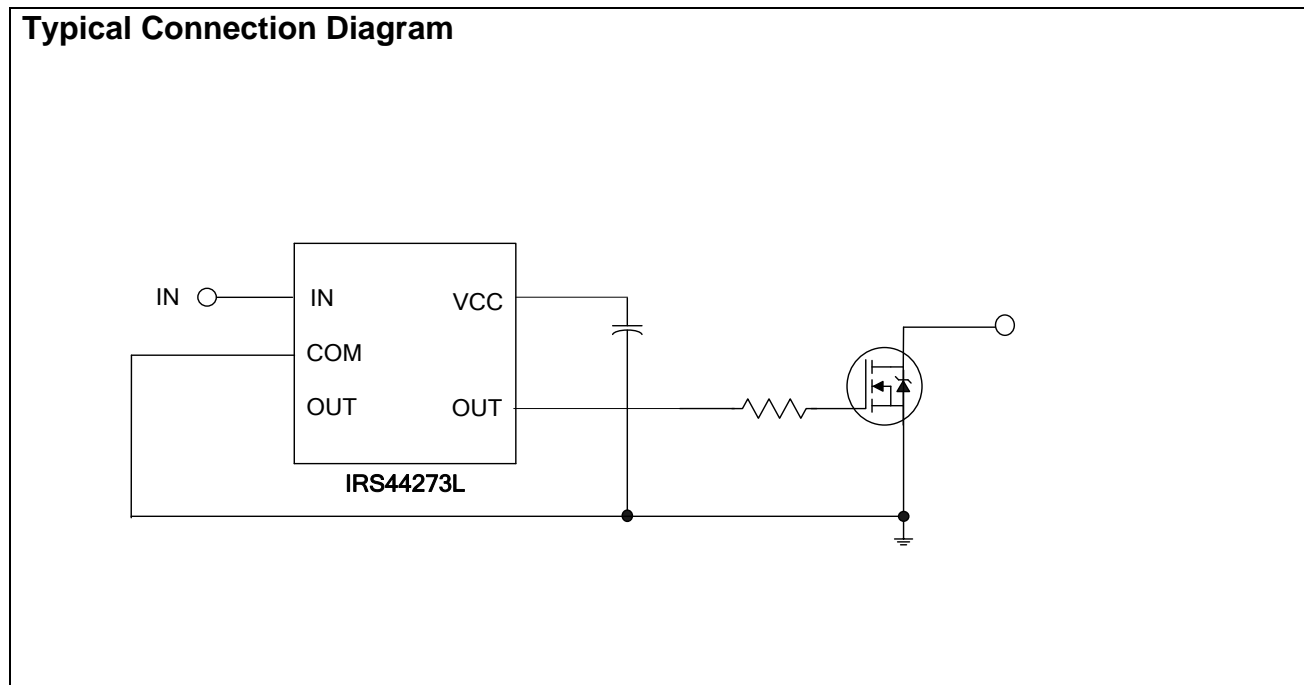 Typical Connection Diagram
IN
IN
VCC
COM
OUT
OUT
IRS44273L